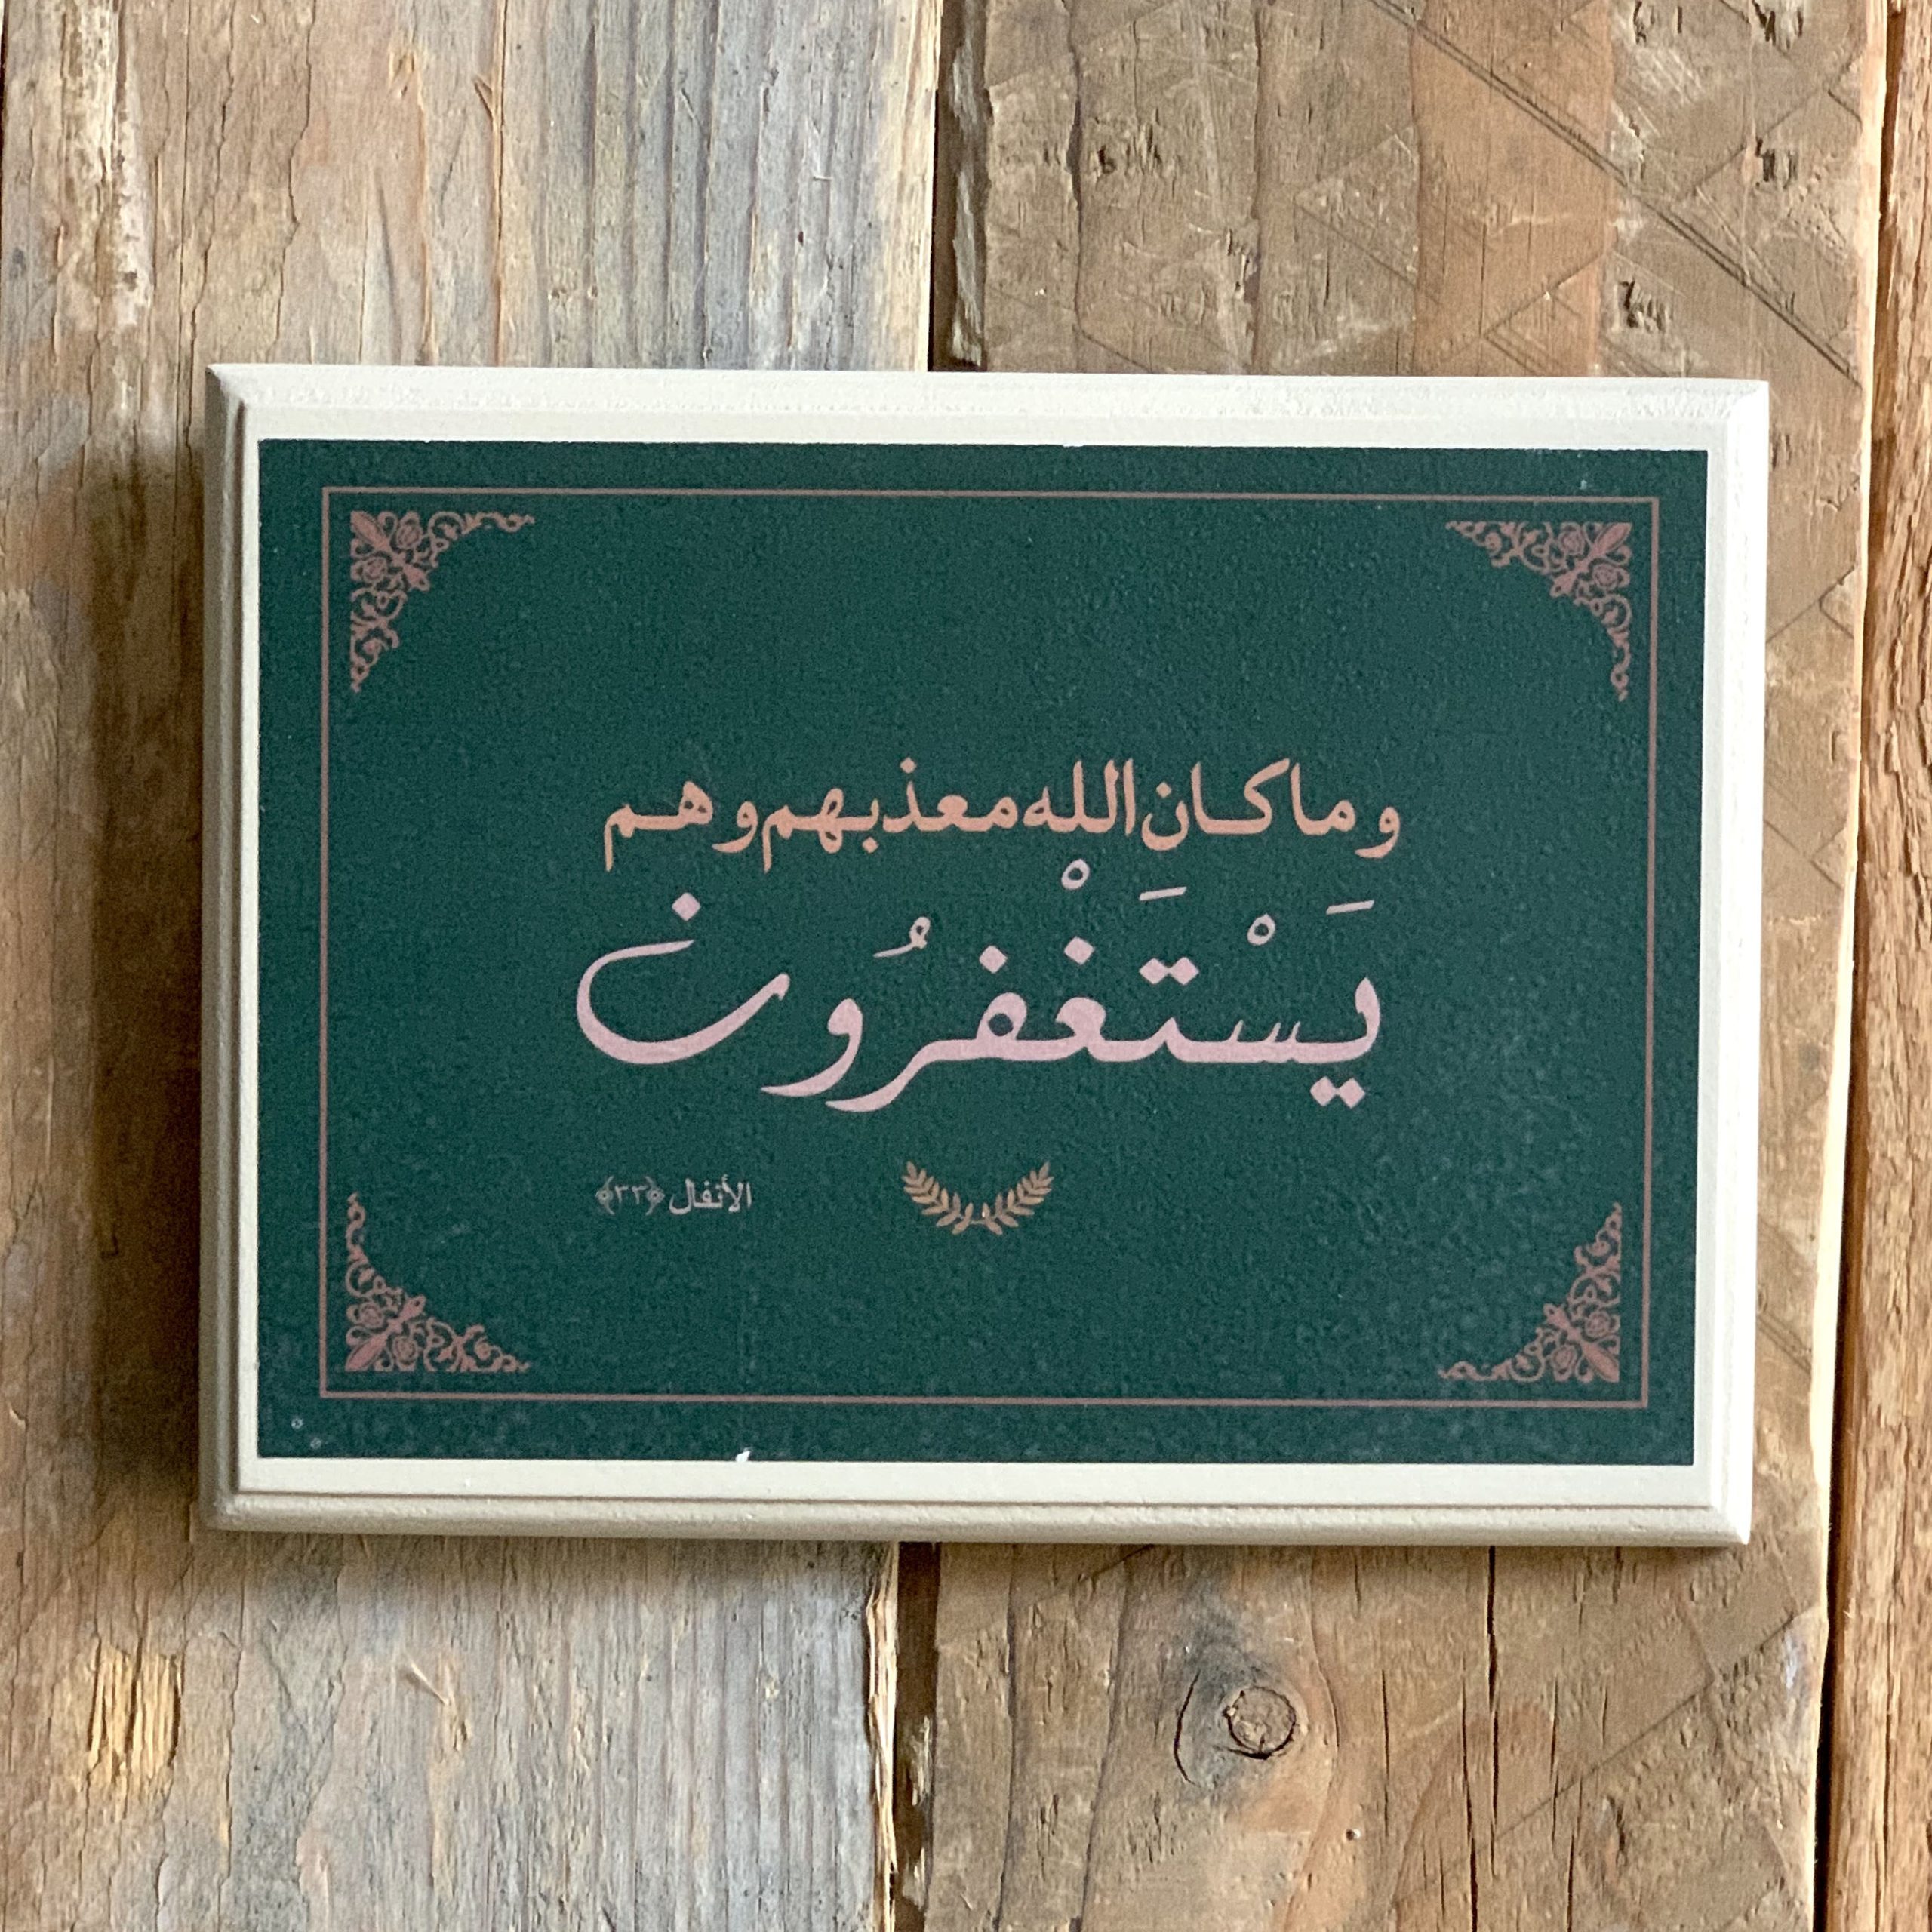 وما كان الله معذبهم وهم
يَسْتَغْفِرُون
الأنفال ﴿٣٣﴾